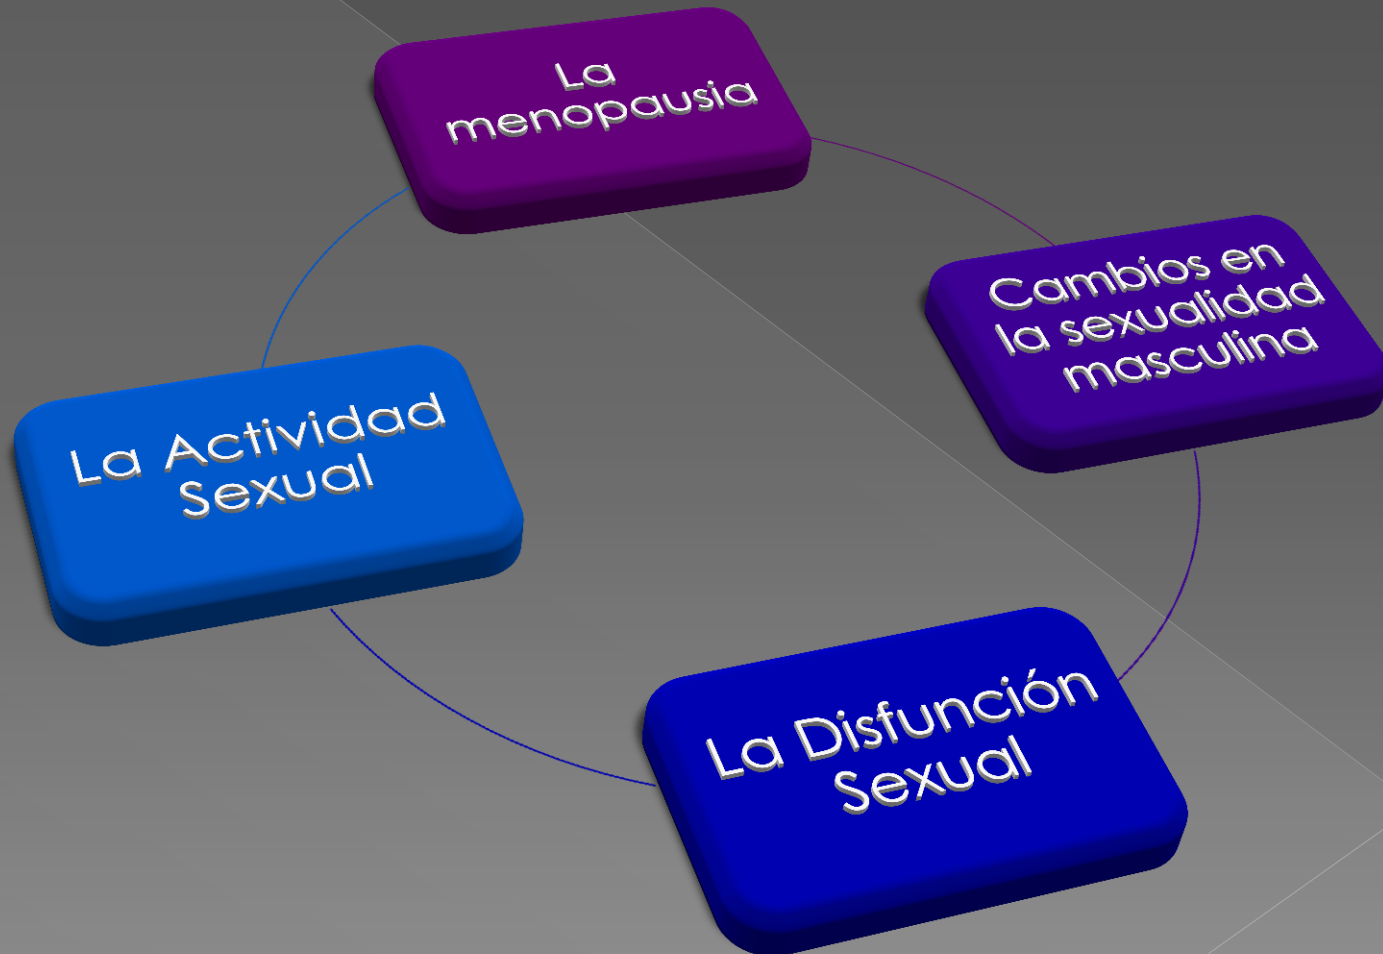 La
menopausia
Cambios en
la sexualidad
masculina
La Disfunción
Sexual
La Actividad
Sexual